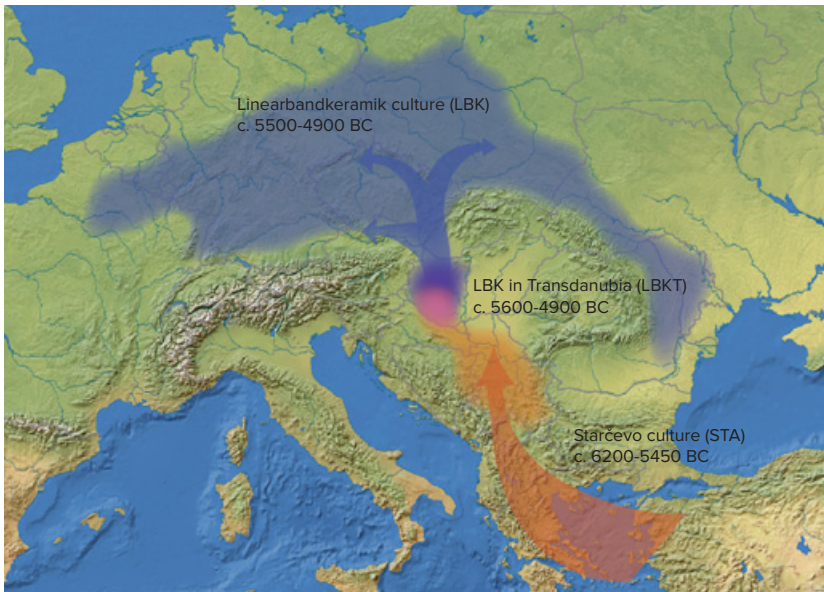 Linearbandkeramik culture (LBK)
c. 5500-4900 BC
LBK in Transdanubia (LBKT)
c. 5600-4900 BC
Starčevo culture (STA)
c. 6200-5450 BC